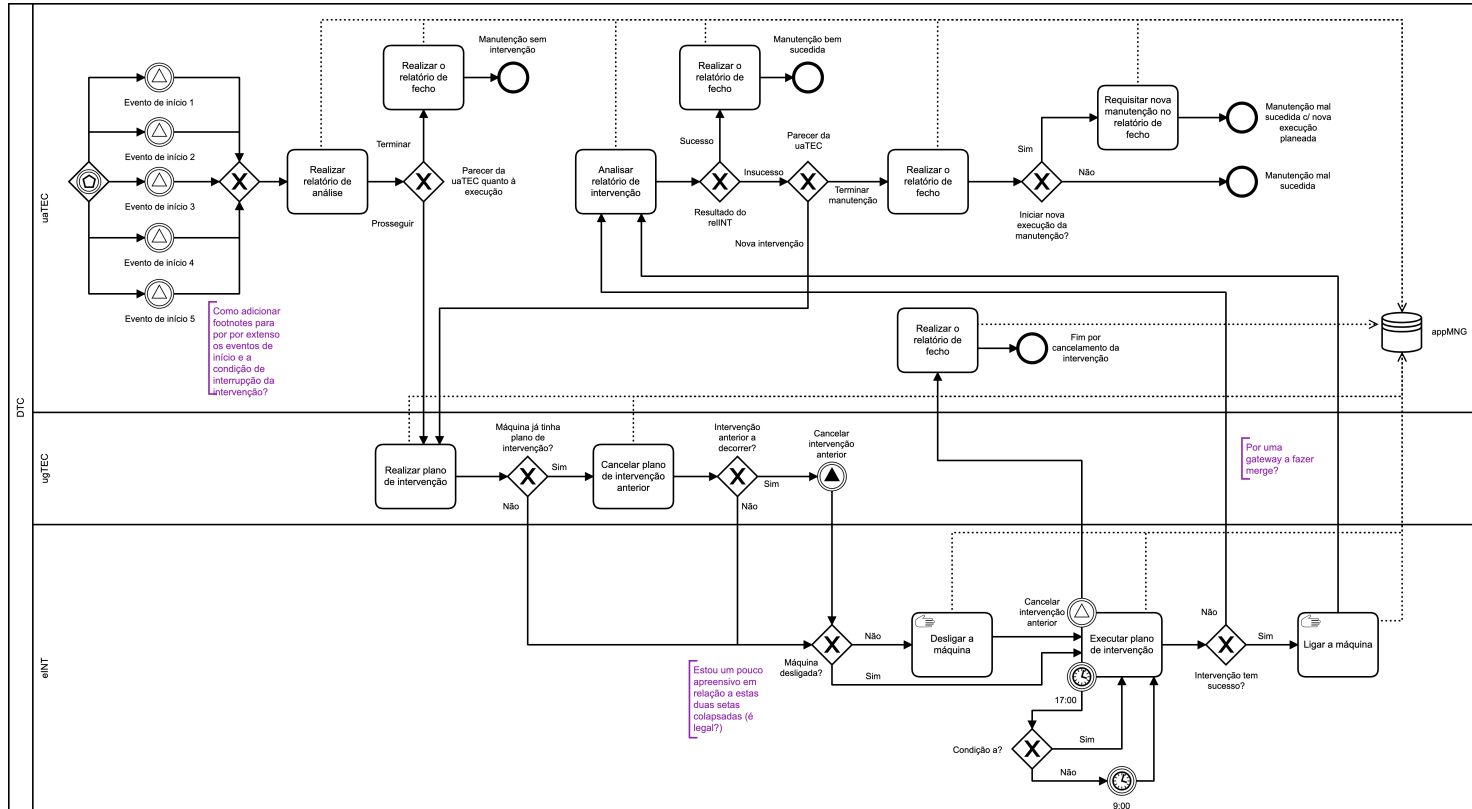 DTC
uaTEC
Evento de início 1
Evento de início 2
Evento de início 3
Evento de início 4
Evento de início 5
Como adicionar
footnotes para
por por extenso
os eventos de
início e a
condição de
interrupção da
intervenção?
Realizar
relatório de
análise
Terminar
Realizar o
relatório de
fecho
Manutenção sem
intervenção
Parecer da
uaTEC quanto à
execução
Prosseguir
Analisar
relatório de
intervenção
Sucesso
Realizar o
relatório de
fecho
Manutenção bem
sucedida
Resultado do
relINT
Insucesso
Parecer da
uaTEC
Terminar
manutenção
Nova intervenção
Realizar o
relatório de
fecho
Sim
Iniciar nova
execução da
manutenção?
Requisitar nova
manutenção no
relatório de
fecho
Manutenção mal
sucedida c/ nova
execução
planeada
Não
Manutenção mal
sucedida
Realizar o
relatório de
fecho
Fim por
cancelamento da
intervenção
appMNG
ugTEC
Realizar plano
de intervenção
Máquina já tinha
plano de
intervenção?
Sim
Não
Cancelar plano
de intervenção
anterior
Intervenção
anterior a
decorrer?
Sim
Não
Cancelar
intervenção
anterior
Por uma
gateway a fazer
merge?
eINT
Estou um pouco
apreensivo em
relação a estas
duas setas
colapsadas (é
legal?)
Máquina
desligada?
Não
Sim
Desligar a
máquina
Cancelar
intervenção
anterior
Executar plano
de intervenção
17:00
Condição a?
Sim
Não
9:00
Não
Intervenção tem
sucesso?
Sim
Ligar a máquina